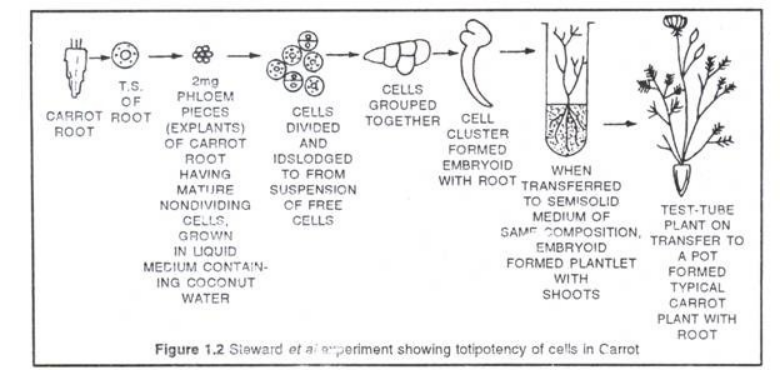 CARROT
ROOT
T.S.
OF
ROOT
2mg
PHLOEM
PIECES
(EXPLANTS)
OF CARROT
ROOT
HAVING
MATURE
NONDIVIDING
CELLS,
GROWN
IN LIQUID
MEDIUM CONTAIN-
ING COCONUT
WATER
CELLS
DIVIDED
AND
IDSLODGED
TO FROM
SUSPENSION
OF FREE
CELLS
CELLS
GROUPED
TOGETHER
CELL
CLUSTER
FORMED
EMBRYOID
WITH ROOT
WHEN
TRANSFERRED
TO SEMISOLID
MEDIUM OF
SAME COMPOSITION,
EMBRYOID
FORMED PLANTLET
WITH
SHOOTS
TEST-TUBE
PLANT ON
TRANSFER TO
A POT
FORMED
TYPICAL
CARROT
PLANT WITH
ROOT
Figure 1.2 Steward et al experiment showing totipotency of cells in Carrot